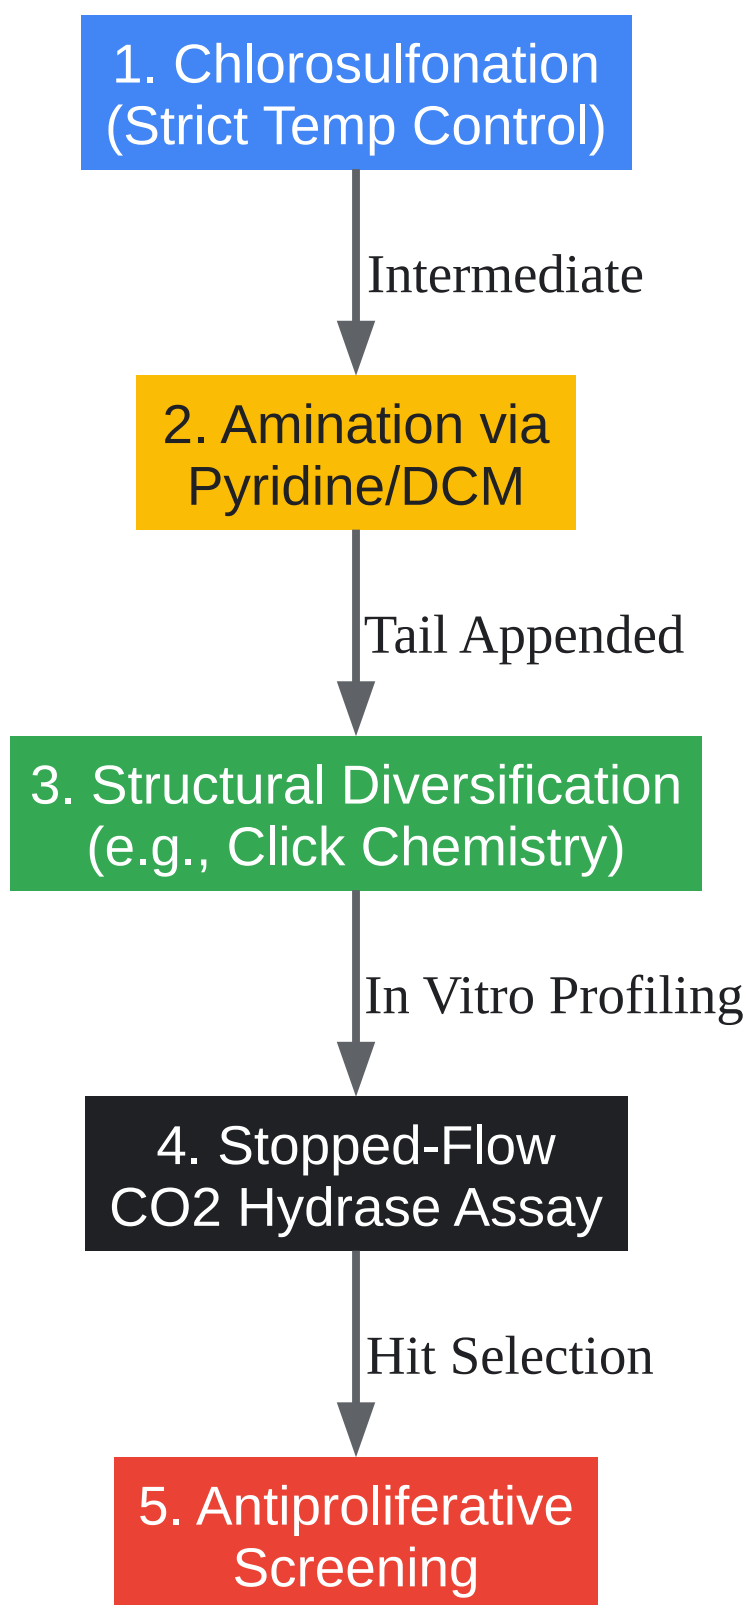 1. Chlorosulfonation
(Strict Temp Control)
Intermediate
2. Amination via
Pyridine/DCM
Tail Appended
3. Structural Diversification
(e.g., Click Chemistry)
In Vitro Profiling
4. Stopped-Flow
CO2 Hydrase Assay
Hit Selection
5. Antiproliferative
Screening